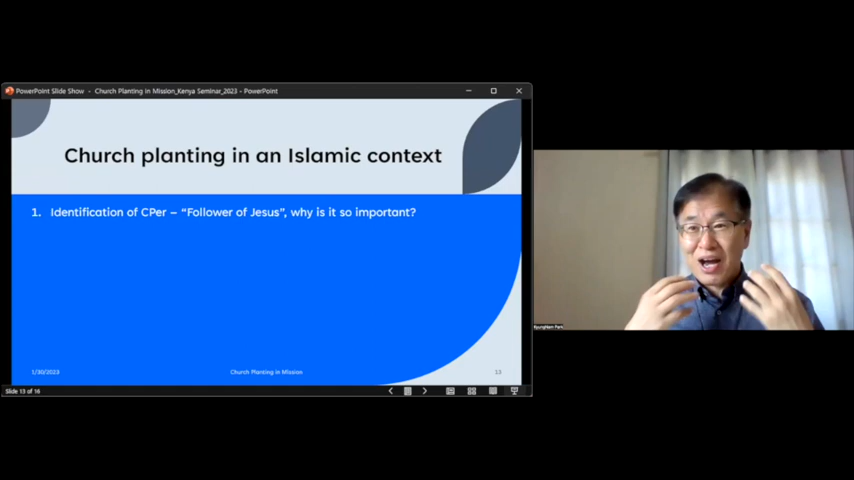 PowerPoint Slide Show - Church Planting in Mission_Kenya Seminar_2023 - PowerPoint
Church planting in an Islamic context
1. Identification of CPer – “Follower of Jesus”, why is it so important?
1/30/2023
Church Planting in Mission
13
Slide 13 of 16
KyungNam Park